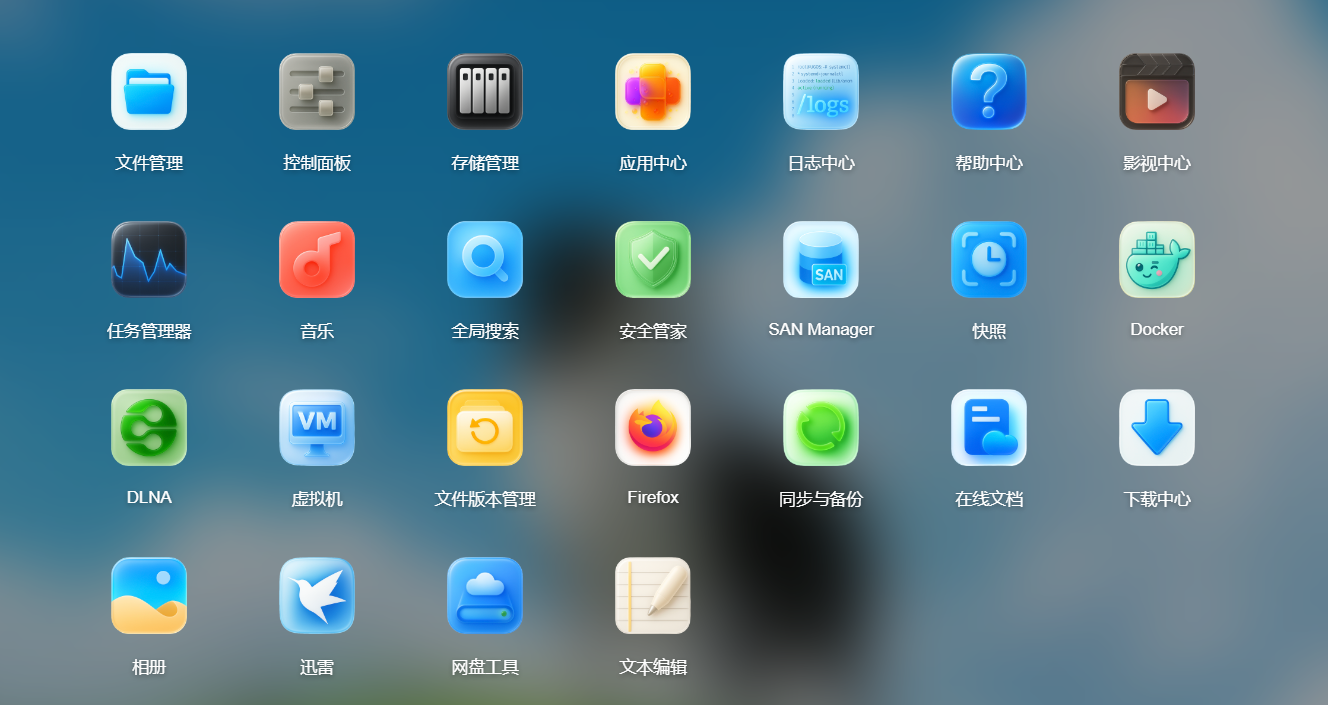 /logs
文件管理
控制面板
存储管理
应用中心
日志中心
帮助中心
影视中心
SAN
任务管理器
音乐
全局搜索
安全管家
SAN Manager
快照
Docker
VM
DLNA
虚拟机
文件版本管理
Firefox
同步与备份
在线文档
下载中心
相册
迅雷
网盘工具
文本编辑